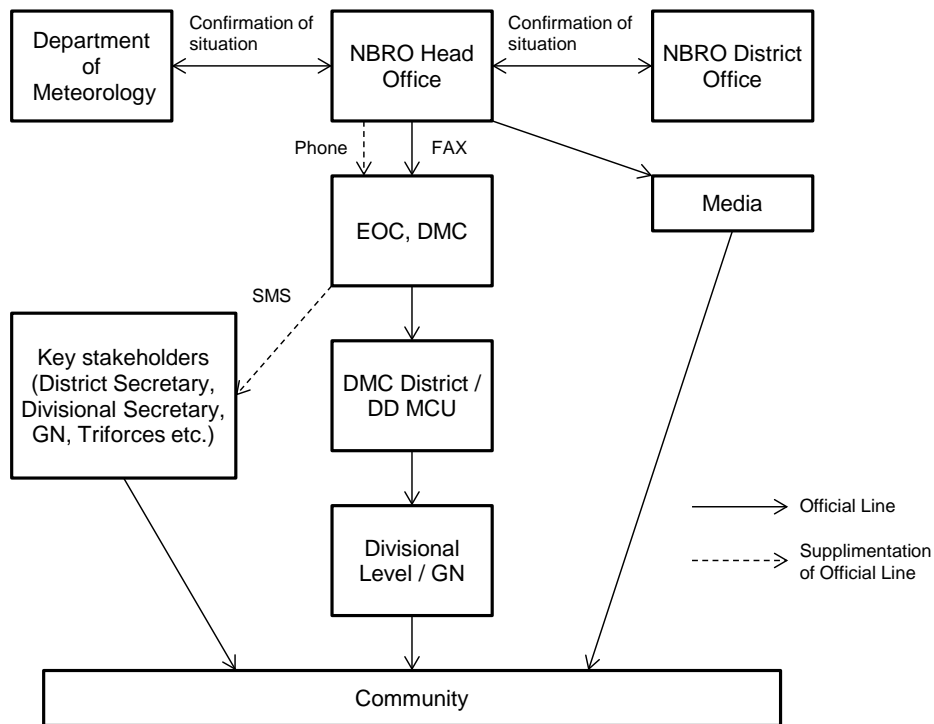 Department
of
Meteorology
Confirmation of
situation
NBRO Head
Office
Confirmation of
situation
NBRO District
Office
Phone
FAX
EOC, DMC
Media
SMS
Key stakeholders
(District Secretary,
Divisional Secretary,
GN, Triforces etc.)
DMC District /
DD MCU
Divisional
Level / GN
Official Line
Supplimentation
of Official Line
Community